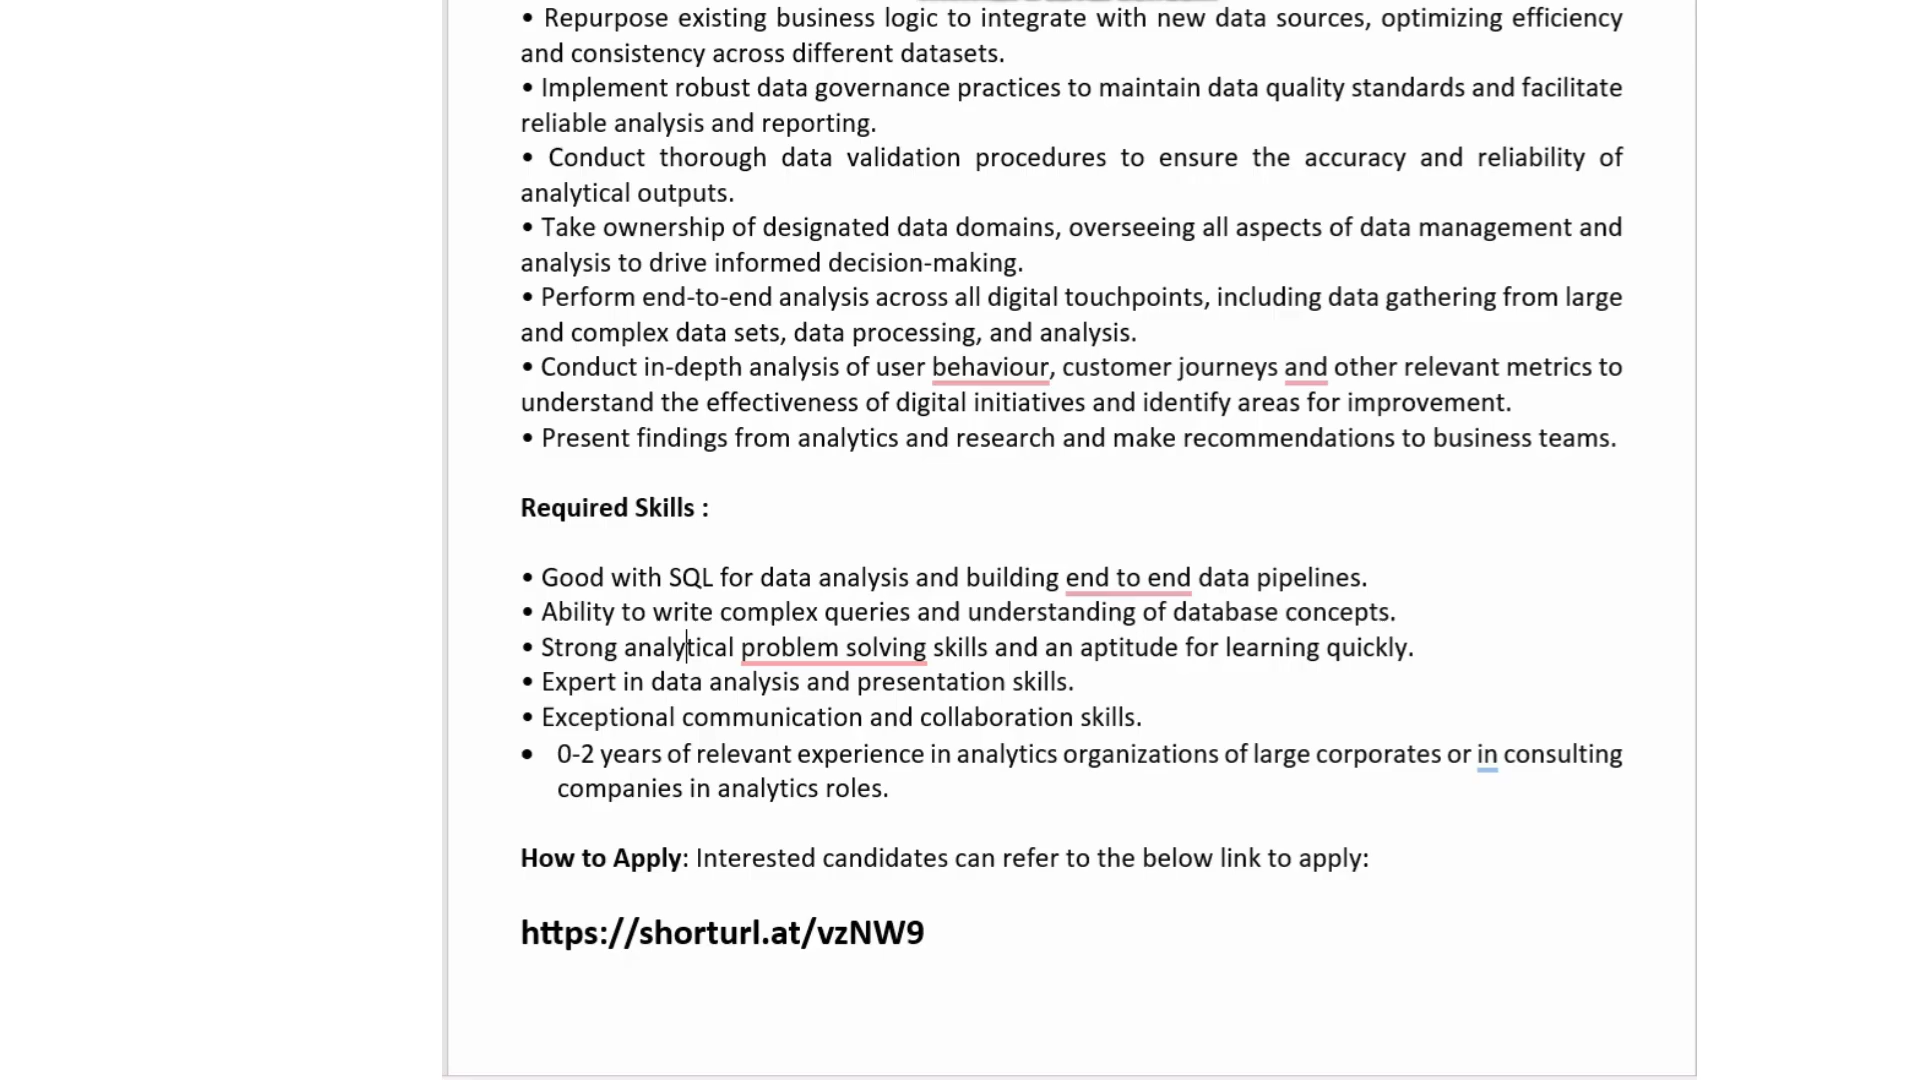 • Repurpose existing business logic to integrate with new data sources, optimizing efficiency
and consistency across different datasets.
• Implement robust data governance practices to maintain data quality standards and facilitate
reliable analysis and reporting.
• Conduct thorough data validation procedures to ensure the accuracy and reliability of
analytical outputs.
• Take ownership of designated data domains, overseeing all aspects of data management and
analysis to drive informed decision-making.
• Perform end-to-end analysis across all digital touchpoints, including data gathering from large
and complex data sets, data processing, and analysis.
• Conduct in-depth analysis of user behaviour, customer journeys and other relevant metrics to
understand the effectiveness of digital initiatives and identify areas for improvement.
• Present findings from analytics and research and make recommendations to business teams.
Required Skills :
• Good with SQL for data analysis and building end to end data pipelines.
• Ability to write complex queries and understanding of database concepts.
• Strong analytical problem solving skills and an aptitude for learning quickly.
• Expert in data analysis and presentation skills.
• Exceptional communication and collaboration skills.
• 0-2 years of relevant experience in analytics organizations of large corporates or in consulting
companies in analytics roles.
How to Apply: Interested candidates can refer to the below link to apply:
https://shorturl.at/vzNW9